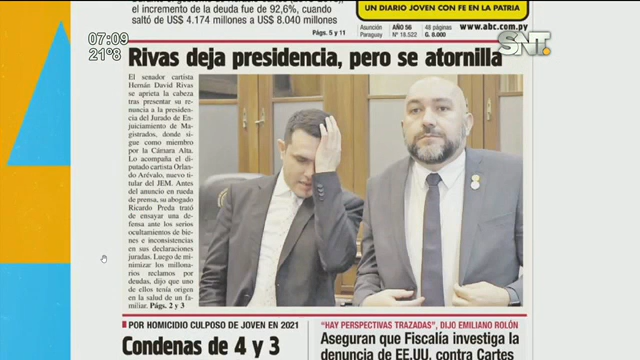 el incremento de la deuda fue de 92,6%, cuando
saltó de US$ 4.174 millones a US$ 8.040 millones
Págs. 5 y 11
UN DIARIO JOVEN CON FE EN LA PATRIA
Asunción
Paraguay
AÑO 56
N° 18.522
48 páginas
G. 8.000
www.abc.com.py
07:09
21°8
SNT
Rivas deja presidencia, pero se atornilla
El senador cartista
Hernán David Rivas
se aprieta la cabeza
tras presentar su re-
nuncia a la presiden-
cia del Jurado de En-
juiciamiento de Ma-
gistrados, donde si-
gue como miembro
por la Cámara Alta.
Lo acompaña el di-
putado cartista Orlan-
do Arévalo, nuevo ti-
tular del JEM. Antes
del anuncio en rueda
de prensa, su abogado
Ricardo Preda trató
de ensayar una de-
fensa ante los serios
ocultamientos de bie-
nes e inconsistencias
en sus declaraciones
juradas. Luego de mi-
nimizar los millona-
rios reclamos por
deudas, dijo que uno
de ellos tenía origen
en la salud de un fa-
miliar. Págs. 2 y 3
POR HOMICIDIO CULPOSO DE JOVEN EN 2021
Condenas de 4 y 3
"HAY PERSPECTIVAS TRAZADAS", DIJO EMILIANO ROLÓN
Aseguran que Fiscalía investiga la
denuncia de EE.UU. contra Cartes